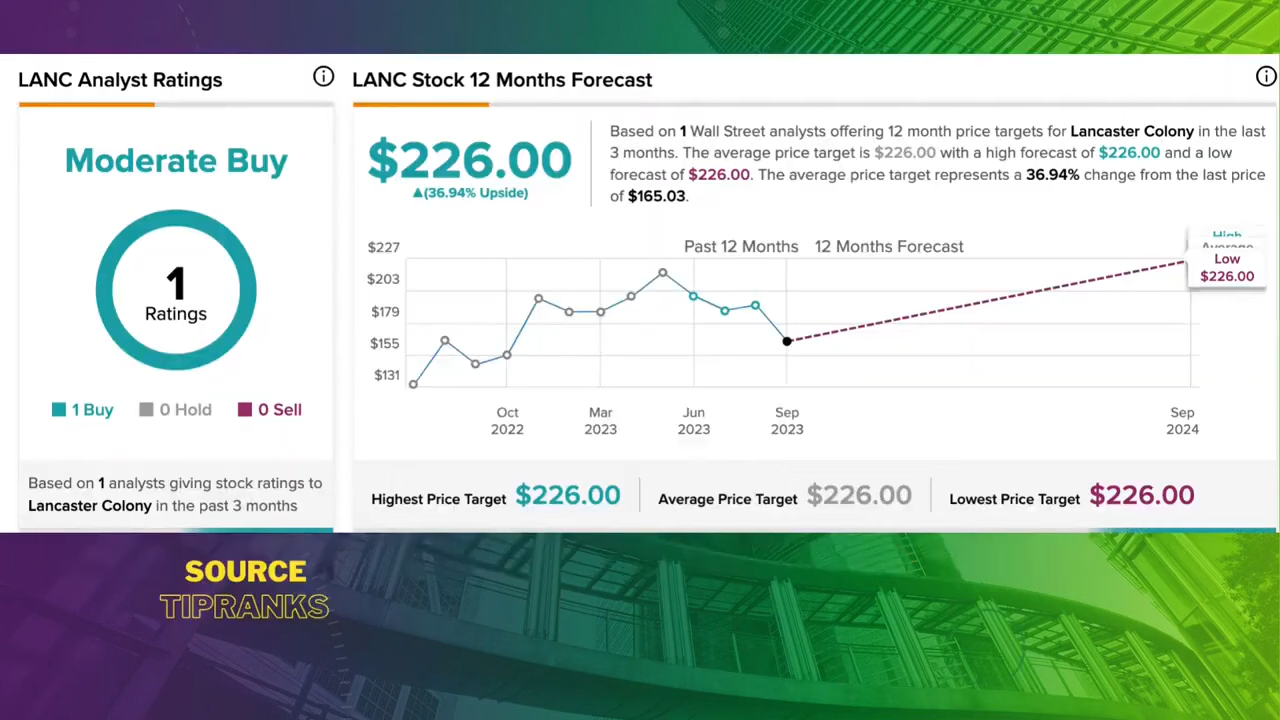 LANC Analyst Ratings
Moderate Buy
1
Ratings
1 Buy 0 Hold 0 Sell
Based on 1 analysts giving stock ratings to
Lancaster Colony in the past 3 months
LANC Stock 12 Months Forecast
$226.00
▲(36.94% Upside)
Based on 1 Wall Street analysts offering 12 month price targets for Lancaster Colony in the last
3 months. The average price target is $226.00 with a high forecast of $226.00 and a low
forecast of $226.00. The average price target represents a 36.94% change from the last price
of $165.03.
Past 12 Months 12 Months Forecast
$227
$203
$179
$155
$131
High
Average
Low
$226.00
Oct
2022
Mar
2023
Jun
2023
Sep
2023
Sep
2024
Highest Price Target $226.00
Average Price Target $226.00
Lowest Price Target $226.00
SOURCE
TIPRANKS